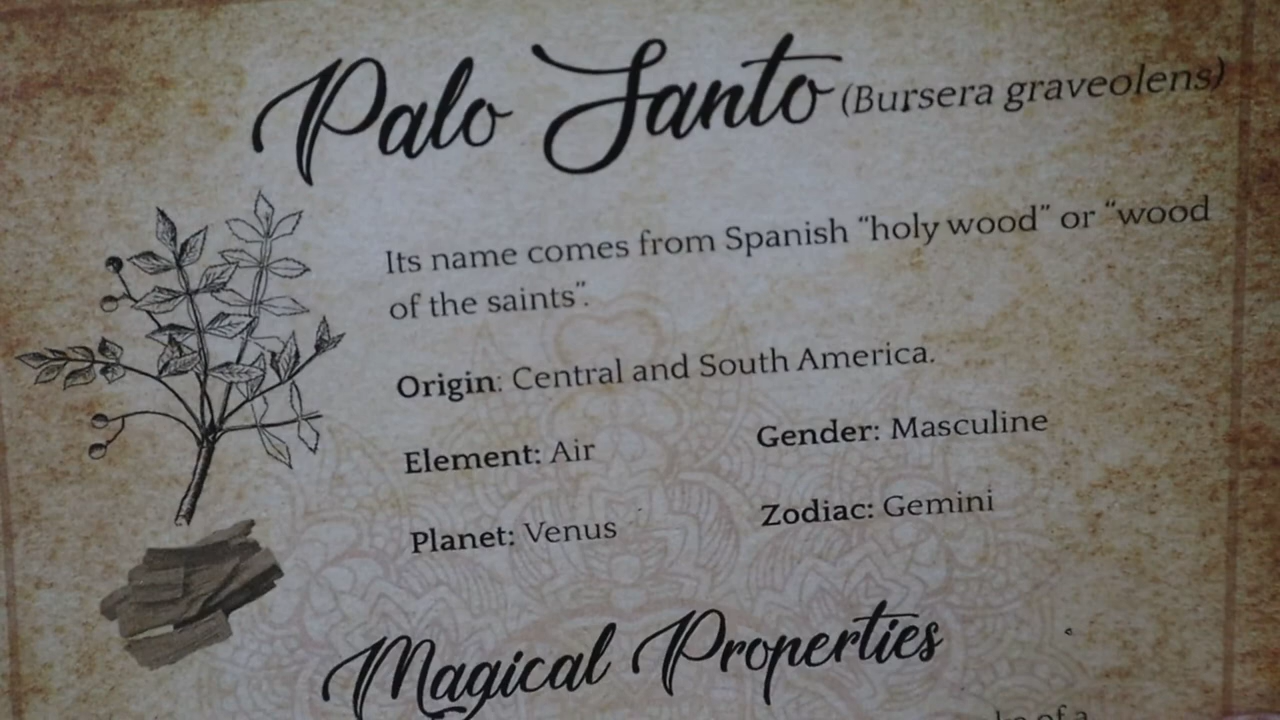 Palo Santo (Bursera graveolens)
Its name comes from Spanish “holy wood” or “wood
of the saints”.
Origin: Central and South America.
Element: Air Gender: Masculine
Planet: Venus Zodiac: Gemini
Magical Properties
of a